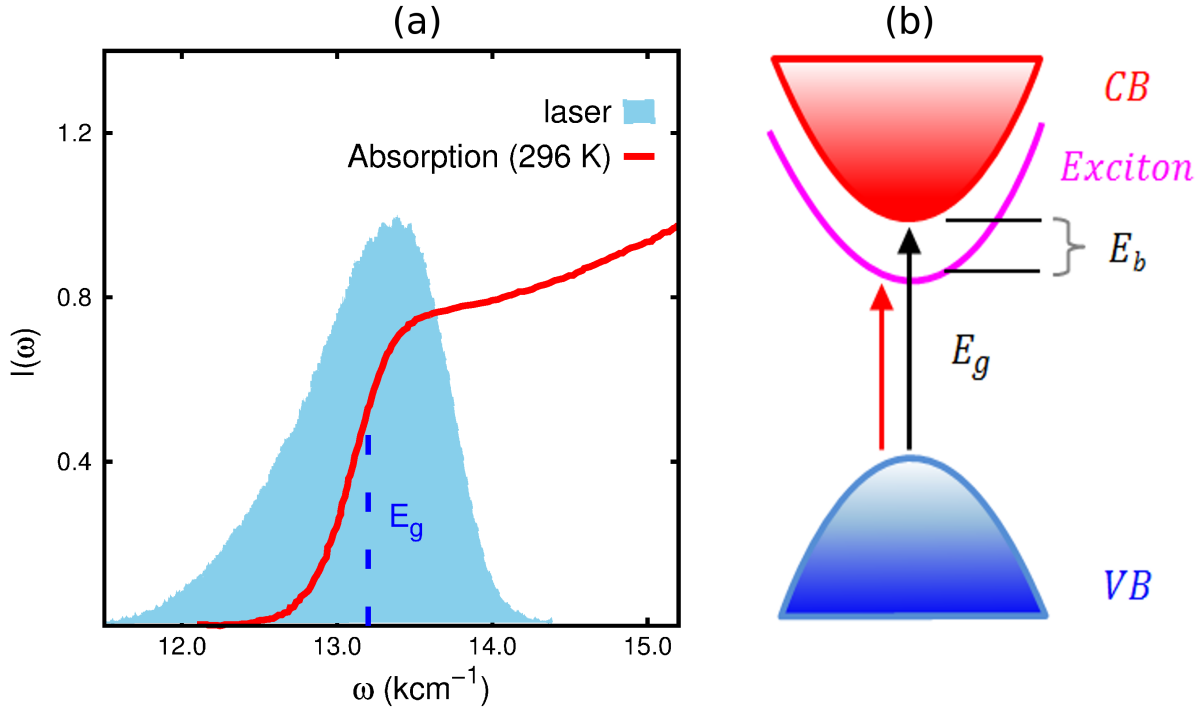 (a)
laser
Absorption (296 K)
I(ω)
1.2
0.8
0.4
E_g
12.0 13.0 14.0 15.0
ω (kcm⁻¹)
(b)
CB
Exciton
E_b
E_g
VB